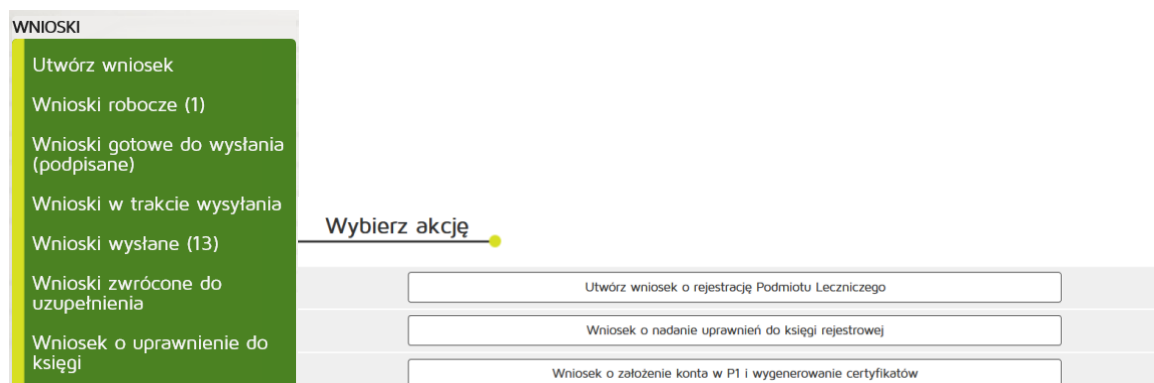 WNIOSKI
Utwórz wniosek
Wnioski robocze (1)
Wnioski gotowe do wysłania
(podpisane)
Wnioski w trakcie wysyłania
Wnioski wysłane (13)
Wnioski zwrócone do
uzupełnienia
Wniosek o uprawnienie do
księgi
Wybierz akcję
Utwórz wniosek o rejestrację Podmiotu Leczniczego
Wniosek o nadanie uprawnień do księgi rejestrowej
Wniosek o założenie konta w P1 i wygenerowanie certyfikatów